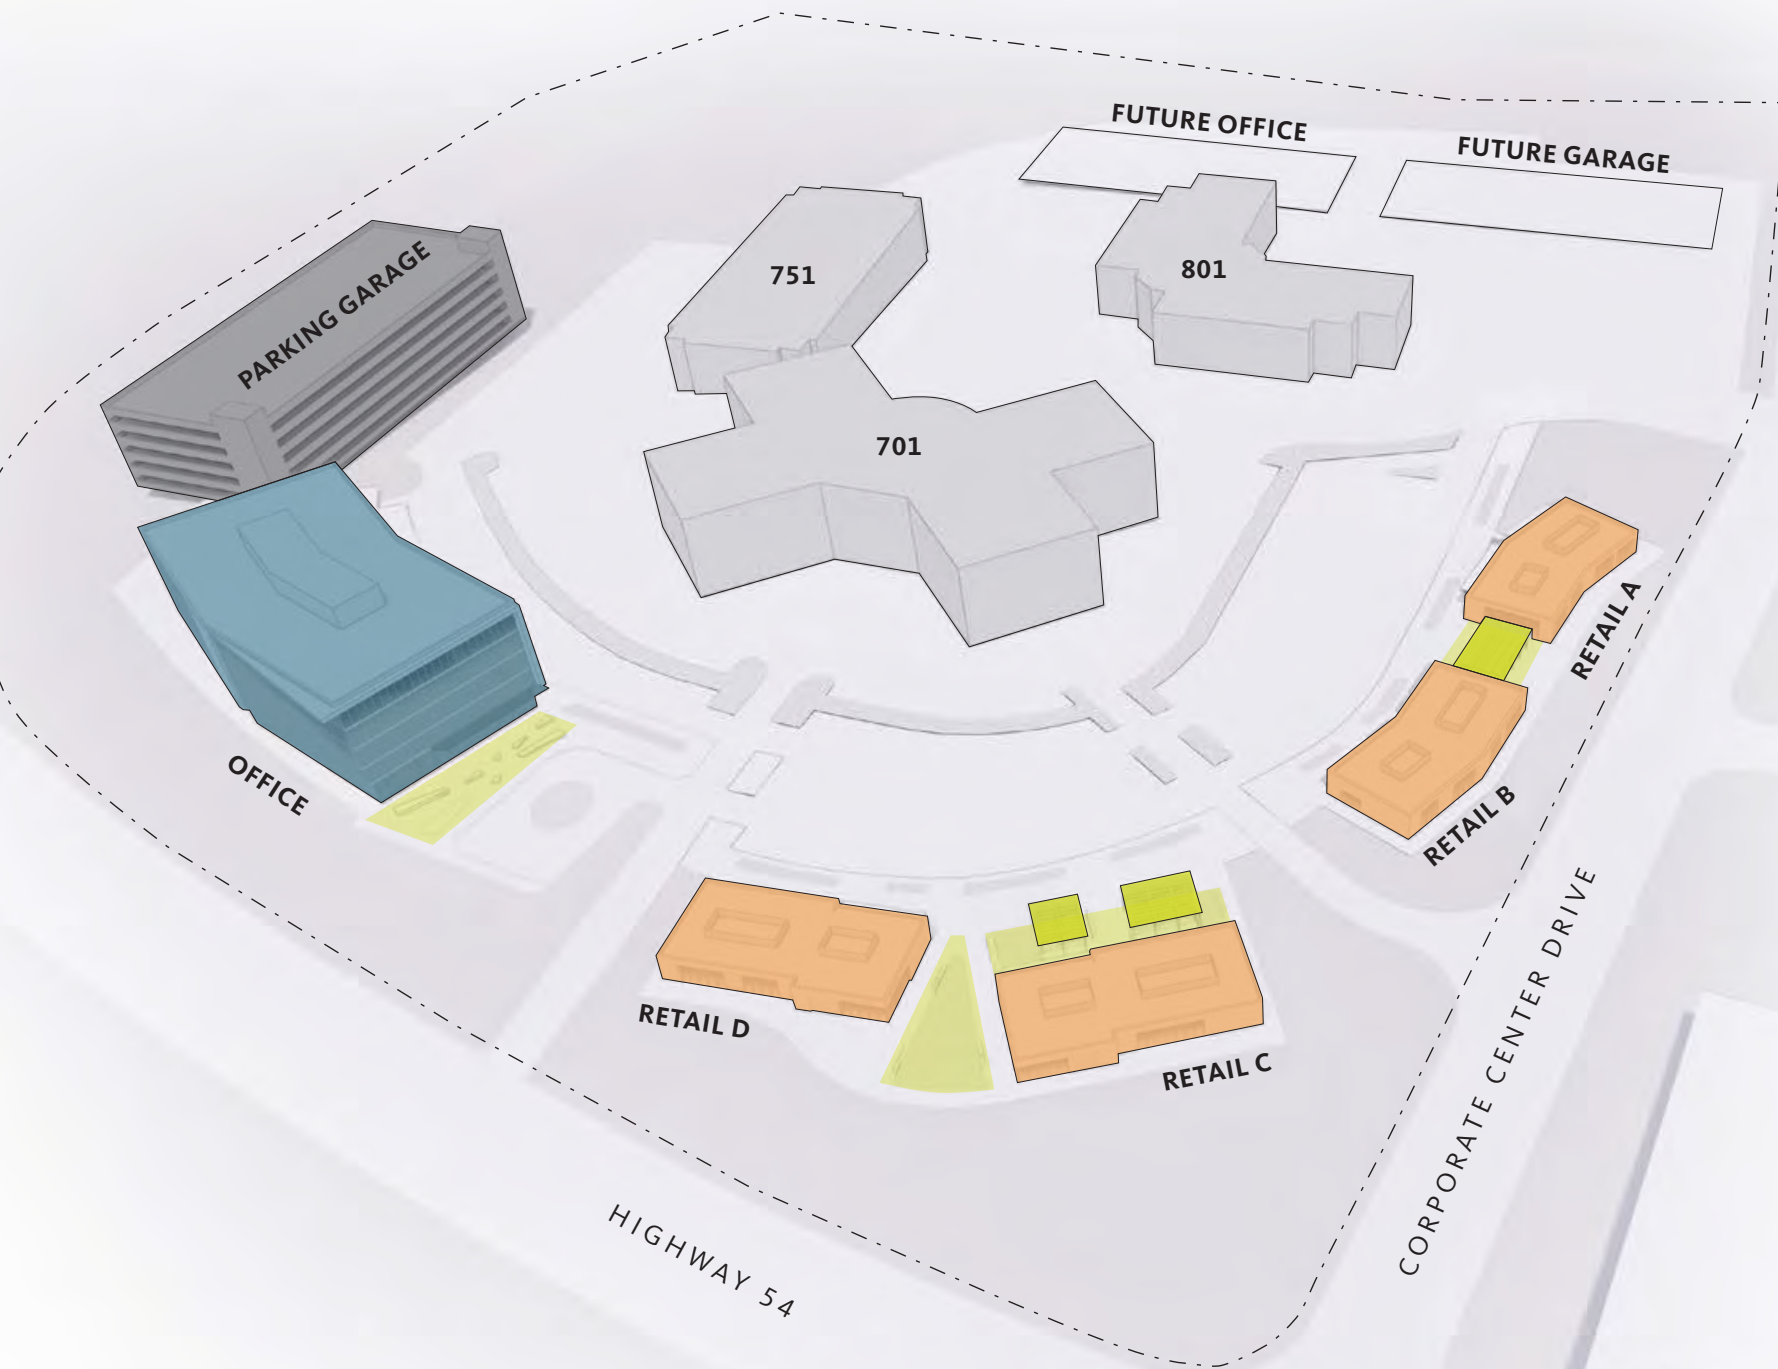 FUTURE OFFICE
FUTURE GARAGE
PARKING GARAGE
751
801
701
RETAIL A
OFFICE
RETAIL B
RETAIL D
RETAIL C
CORPORATE CENTER DRIVE
HIGHWAY 54